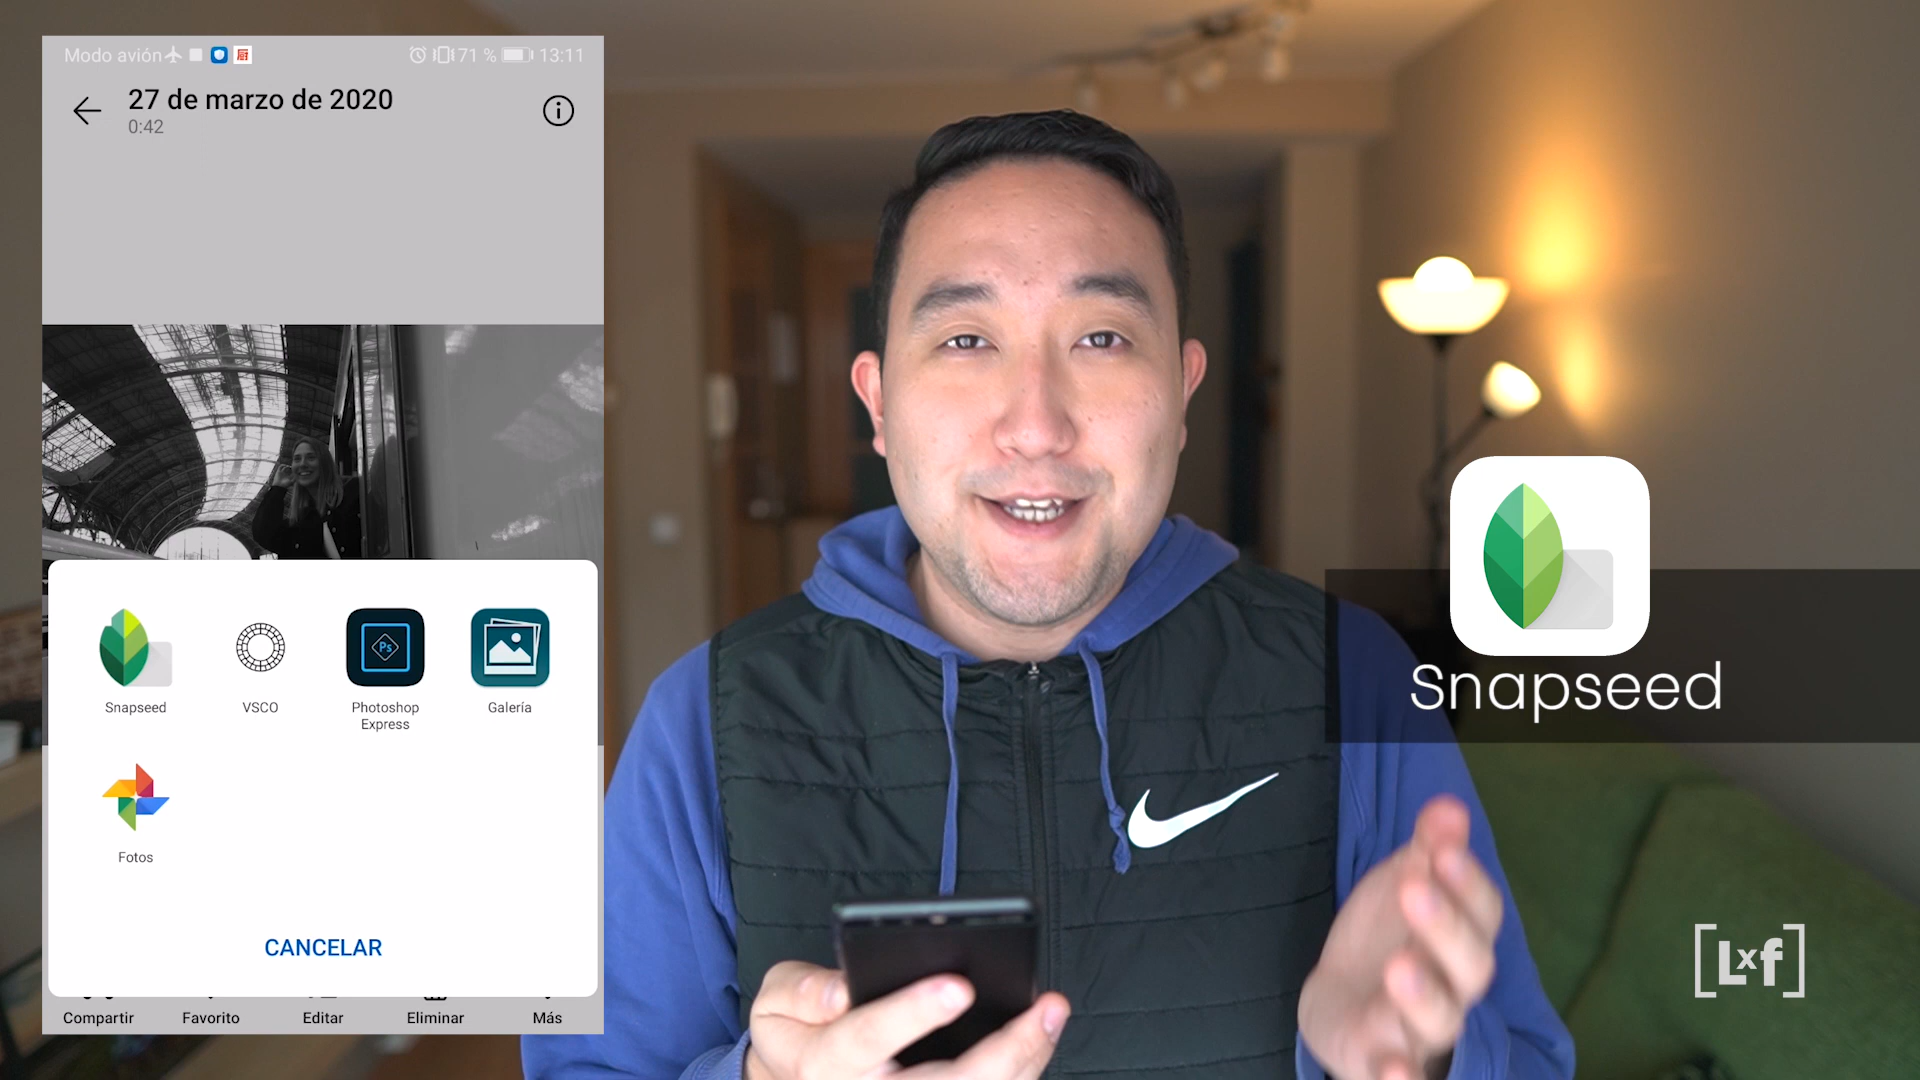 Modo avión
71 %
13:11
27 de marzo de 2020
0:42
Snapseed
VSCO
Ps
Photoshop
Express
Galería
Fotos
CANCELAR
Compartir
Favorito
Editar
Eliminar
Más
Snapseed
[Lxf]